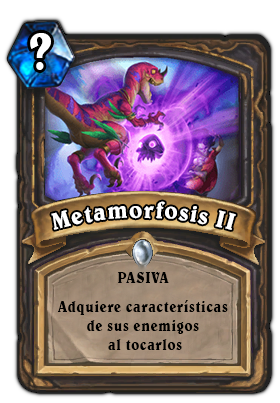 ?
Metamorfosis II
PASIVA
Adquiere características
de sus enemigos
al tocarlos